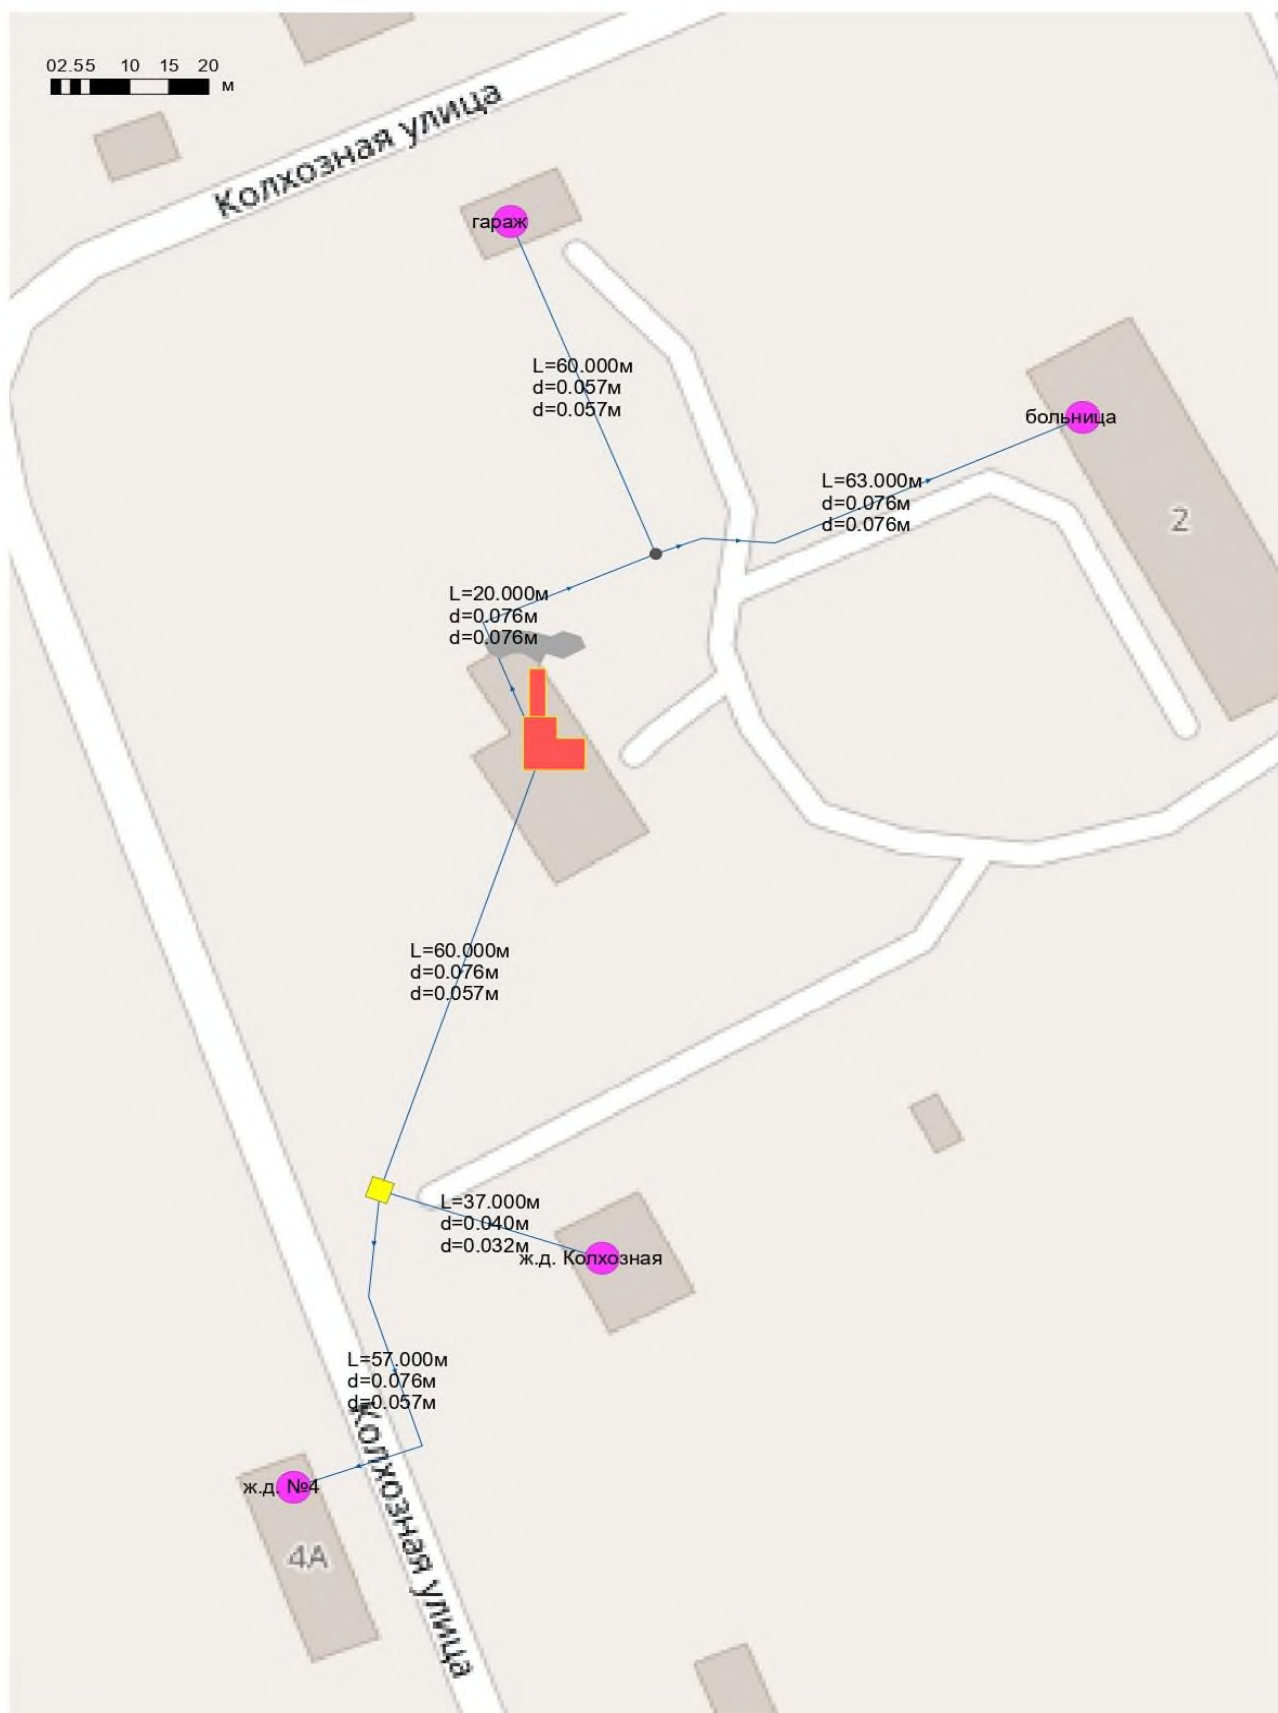 02.55 10 15 20
м
Колхозная улица
гараж
L=60.000м
d=0.057м
d=0.057м
больница
L=63.000м
d=0.076м
d=0.076м
2
L=20.000м
d=0.076м
d=0.076м
L=60.000м
d=0.076м
d=0.057м
L=37.000м
d=0.040м
d=0.032м
ж.д. Колхозная
L=57.000м
d=0.076м
d=0.057м
Колхозная улица
ж.д. №4
4А